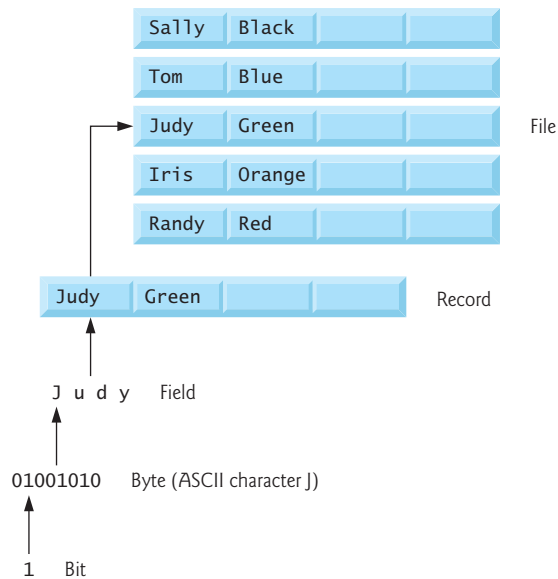 Sally Black
Tom Blue
Judy Green File
Iris Orange
Randy Red
Judy Green Record
J u d y Field
01001010 Byte (ASCII character J)
1 Bit